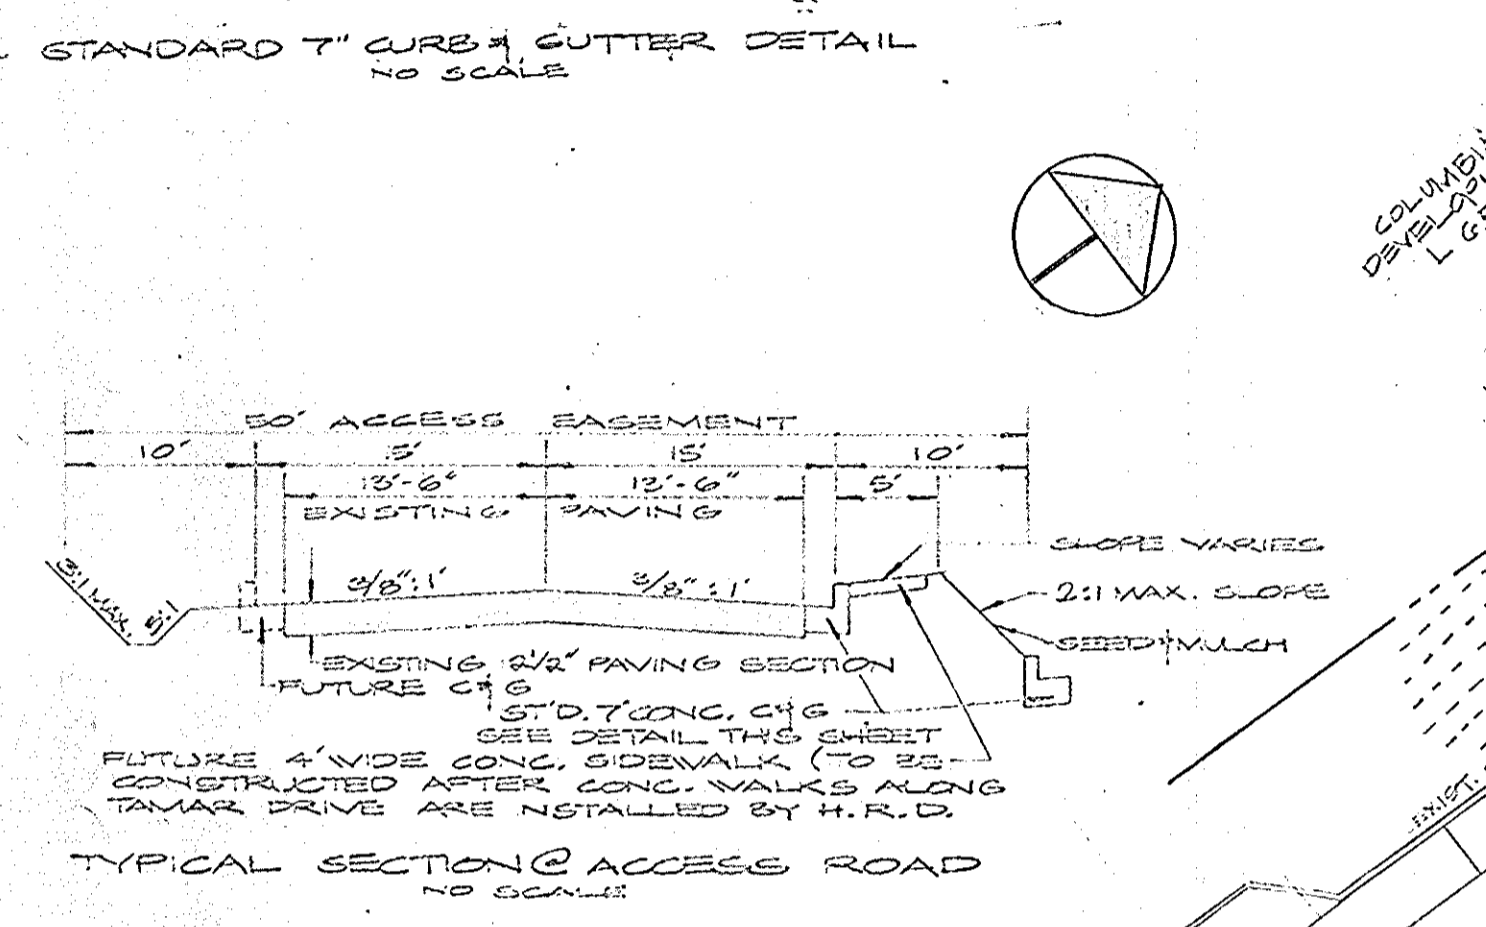 STANDARD 7" CURB & GUTTER DETAIL
NO SCALE
COLUMBIA
50' ACCESS EASEMENT
10' 15' 15' 10'
13'-6" 13'-6" 5'
EXISTING PAVING
SLOPE VARIES
3:1 MAX. 5:1 3/8":1' 3/8":1'
2:1 MAX. SLOPE
SEED & MULCH
EXISTING 2 1/2" PAVING SECTION
FUTURE C & G
ST'D. 7" CONC. C & G
SEE DETAIL THIS SHEET
FUTURE 4' WIDE CONC. SIDEWALK (TO BE
CONSTRUCTED AFTER CONC. WALKS ALONG
TAMAR DRIVE ARE NSTALLED BY H.R.D.
EXIST.
TYPICAL SECTION @ ACCESS ROAD
NO SCALE